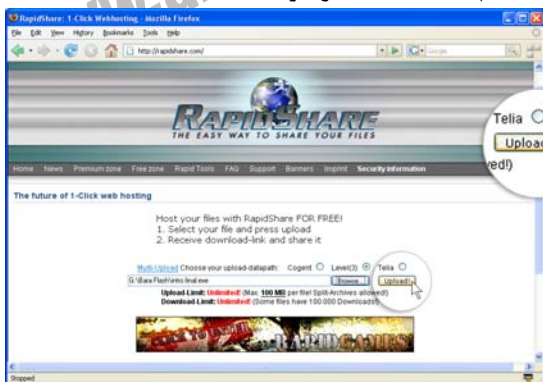 RapidShare: 1-Click Webhosting - Mozilla Firefox
File Edit View History Bookmarks Tools Help
http://rapidshare.com/
Google
RAPIDSHARE
THE EASY WAY TO SHARE YOUR FILES
Home News Premium zone Free zone Rapid Tools FAQ Support Banners Imprint Security information
The future of 1-Click web hosting
Host your files with RapidShare FOR FREE!
1. Select your file and press upload
2. Receive download-link and share it
Multi-Upload Choose your upload-datapath: Cogent Level(3) Telia
Browse... Upload!
Upload-Limit: Unlimited! (Max. 100 MB per file! Split-Archives allowed!)
Download-Limit: Unlimited! (Some files have 100.000 Downloads!)
CLICK TO ENTER RAPIDGAMES
Stopped
Telia
Uploa
ed!)